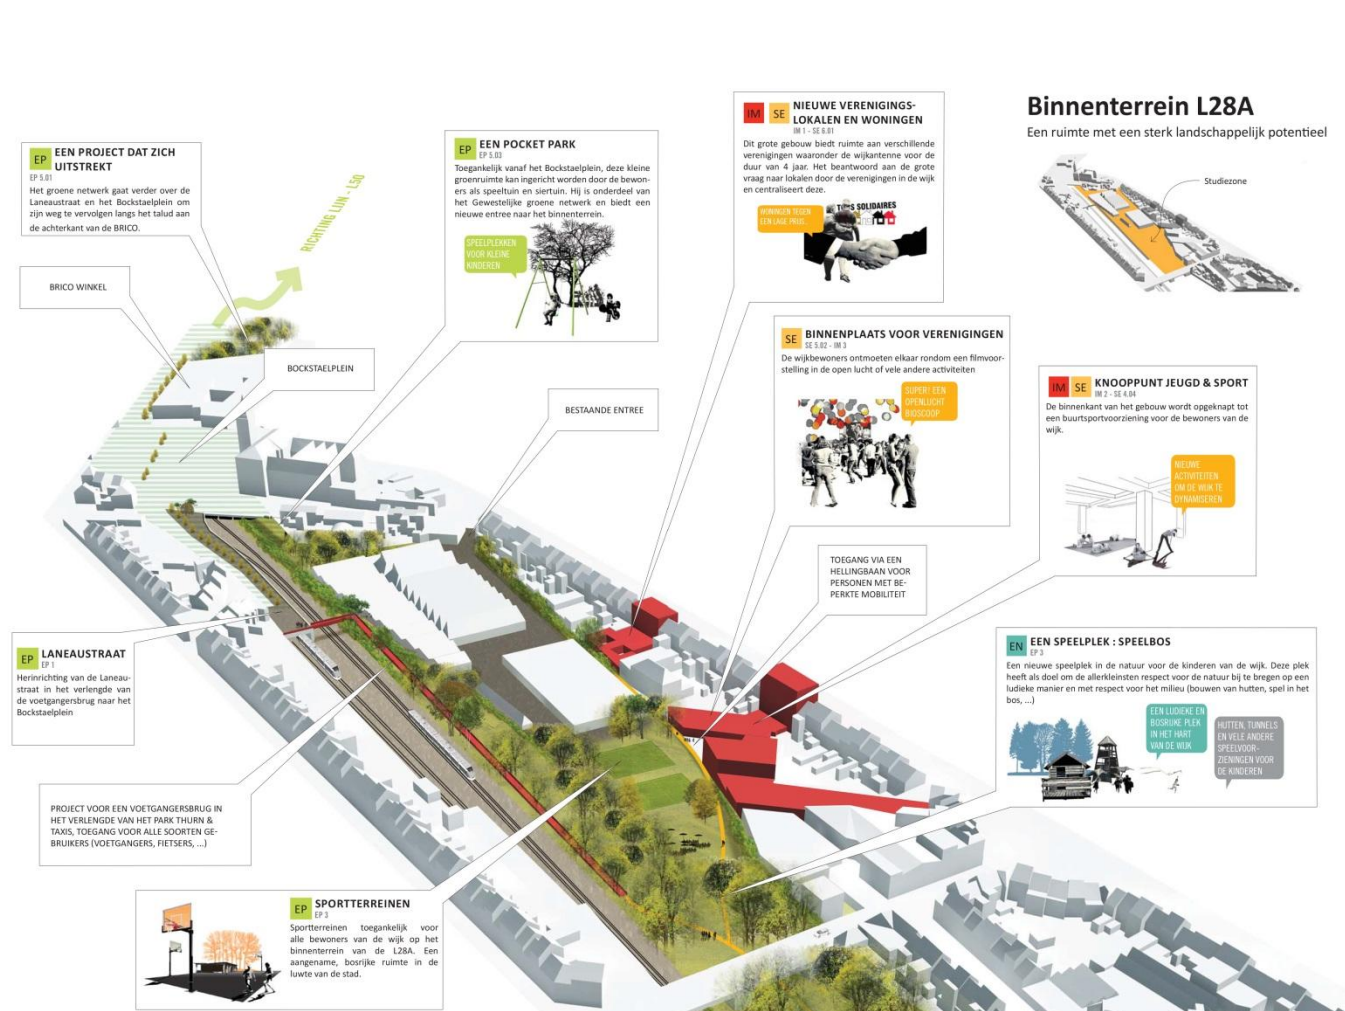 Binnenterrein L28A
Een ruimte met een sterk landschappelijk potentieel
Studiezone
EP
EEN PROJECT DAT ZICH
UITSTREKT
EP 5.01
Het groene netwerk gaat verder over de
Laneaustraat en het Bockstaelplein om
zijn weg te vervolgen langs het talud aan
de achterkant van de BRICO.
BRICO WINKEL
RICHTING LIJN - L50
BOCKSTAELPLEIN
EP
EEN POCKET PARK
EP 5.03
Toegankelijk vanaf het Bockstaelplein, deze kleine
groenruimte kan ingericht worden door de bewon-
ers als speeltuin en siertuin. Hij is onderdeel van
het Gewestelijke groene netwerk en biedt een
nieuwe entree naar het binnenterrein.
SPEELPLEKKEN
VOOR KLEINE
KINDEREN
BESTAANDE ENTREE
IM
SE
NIEUWE VERENIGINGS-
LOKALEN EN WONINGEN
IM 1 - SE 6.01
Dit grote gebouw biedt ruimte aan verschillende
verenigingen waaronder de wijkantenne voor de
duur van 4 jaar. Het beantwoord aan de grote
vraag naar lokalen door de verenigingen in de wijk
en centraliseert deze.
WONINGEN TEGEN
EEN LAGE PRIJS...
SOLIDAIRES
SE
BINNENPLAATS VOOR VERENIGINGEN
SE 5.02 - IM 3
De wijkbewoners ontmoeten elkaar rondom een filmvoor-
stelling in de open lucht of vele andere activiteiten
SUPER! EEN
OPENLUCHT
BIOSCOOP
IM
SE
KNOOPPUNT JEUGD & SPORT
IM 2 - SE 4.04
De binnenkant van het gebouw wordt opgeknapt tot
een buurtsportvoorziening voor de bewoners van de
wijk.
NIEUWE
ACTIVITEITEN
OM DE WIJK TE
DYNAMISEREN
TOEGANG VIA EEN
HELLINGBAAN VOOR
PERSONEN MET BE-
PERKTE MOBILITEIT
EN
EEN SPEELPLEK : SPEELBOS
EP 3
Een nieuwe speelplek in de natuur voor de kinderen van de wijk. Deze plek
heeft als doel om de allerkleinsten respect voor de natuur bij te bregen op een
ludieke manier en met respect voor het milieu (bouwen van hutten, spel in het
bos, ...)
EEN LUDIEKE EN
BOSRIJKE PLEK
IN HET HART
VAN DE WIJK
HUTTEN, TUNNELS
EN VELE ANDERE
SPEELVOOR-
ZIENINGEN VOOR
DE KINDEREN
EP
LANEAUSTRAAT
EP 1
Herinrichting van de Laneau-
straat in het verlengde van
de voetgangersbrug naar het
Bockstaelplein
PROJECT VOOR EEN VOETGANGERSBRUG IN
HET VERLENGDE VAN HET PARK THURN &
TAXIS, TOEGANG VOOR ALLE SOORTEN GE-
BRUIKERS (VOETGANGERS, FIETSERS, ...)
EP
SPORTTERREINEN
EP 3
Sportterreinen toegankelijk voor
alle bewoners van de wijk op het
binnenterrein van de L28A. Een
aangename, bosrijke ruimte in de
luwte van de stad.